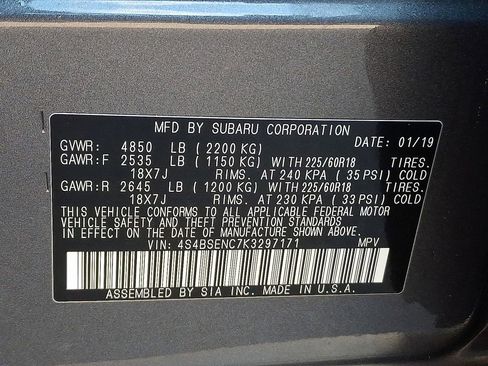 MFD BY SUBARU CORPORATION
GVWR: 4850 LB ( 2200 KG) DATE: 01/19
GAWR:F 2535 LB ( 1150 KG) WITH 225/60R18 TIRES.
18X7J RIMS. AT 240 KPA ( 35 PSI) COLD
GAWR:R 2645 LB ( 1200 KG) WITH 225/60R18 TIRES.
18X7J RIMS. AT 230 KPA ( 33 PSI) COLD
THIS VEHICLE CONFORMS TO ALL APPLICABLE FEDERAL MOTOR
VEHICLE SAFETY AND THEFT PREVENTION STANDARDS
IN EFFECT ON THE DATE OF MANUFACTURE SHOWN ABOVE.
VIN: 4S4BSENC7K3297171 MPV
ASSEMBLED BY SIA INC. MADE IN U.S.A.